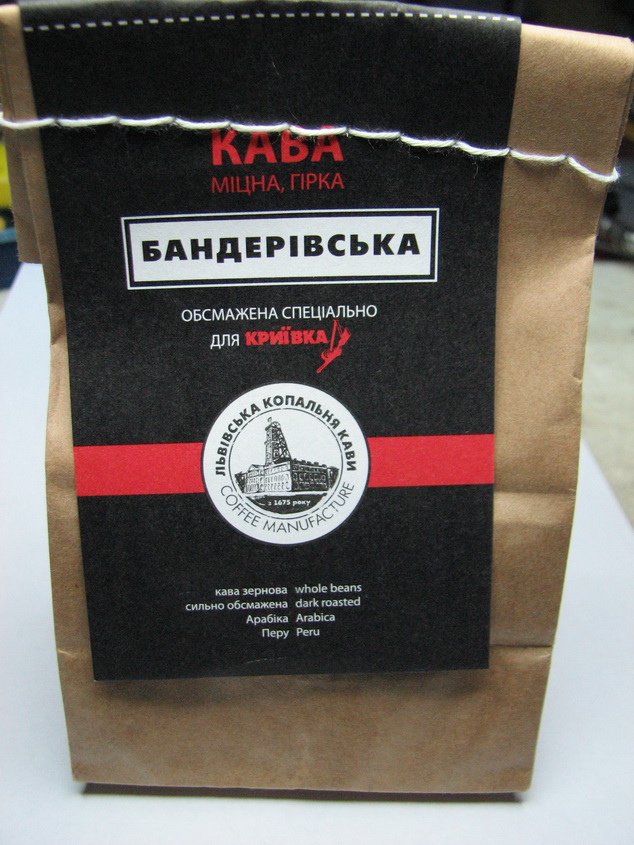 КАВА
МІЦНА, ГІРКА
БАНДЕРІВСЬКА
ОБСМАЖЕНА СПЕЦІАЛЬНО
ДЛЯ КРИЇВКА
ЛЬВІВСЬКА КОПАЛЬНЯ КАВИ
з 1675 року
COFFEE MANUFACTURE
кава зернова whole beans
сильно обсмажена dark roasted
Арабіка Arabica
Перу Peru